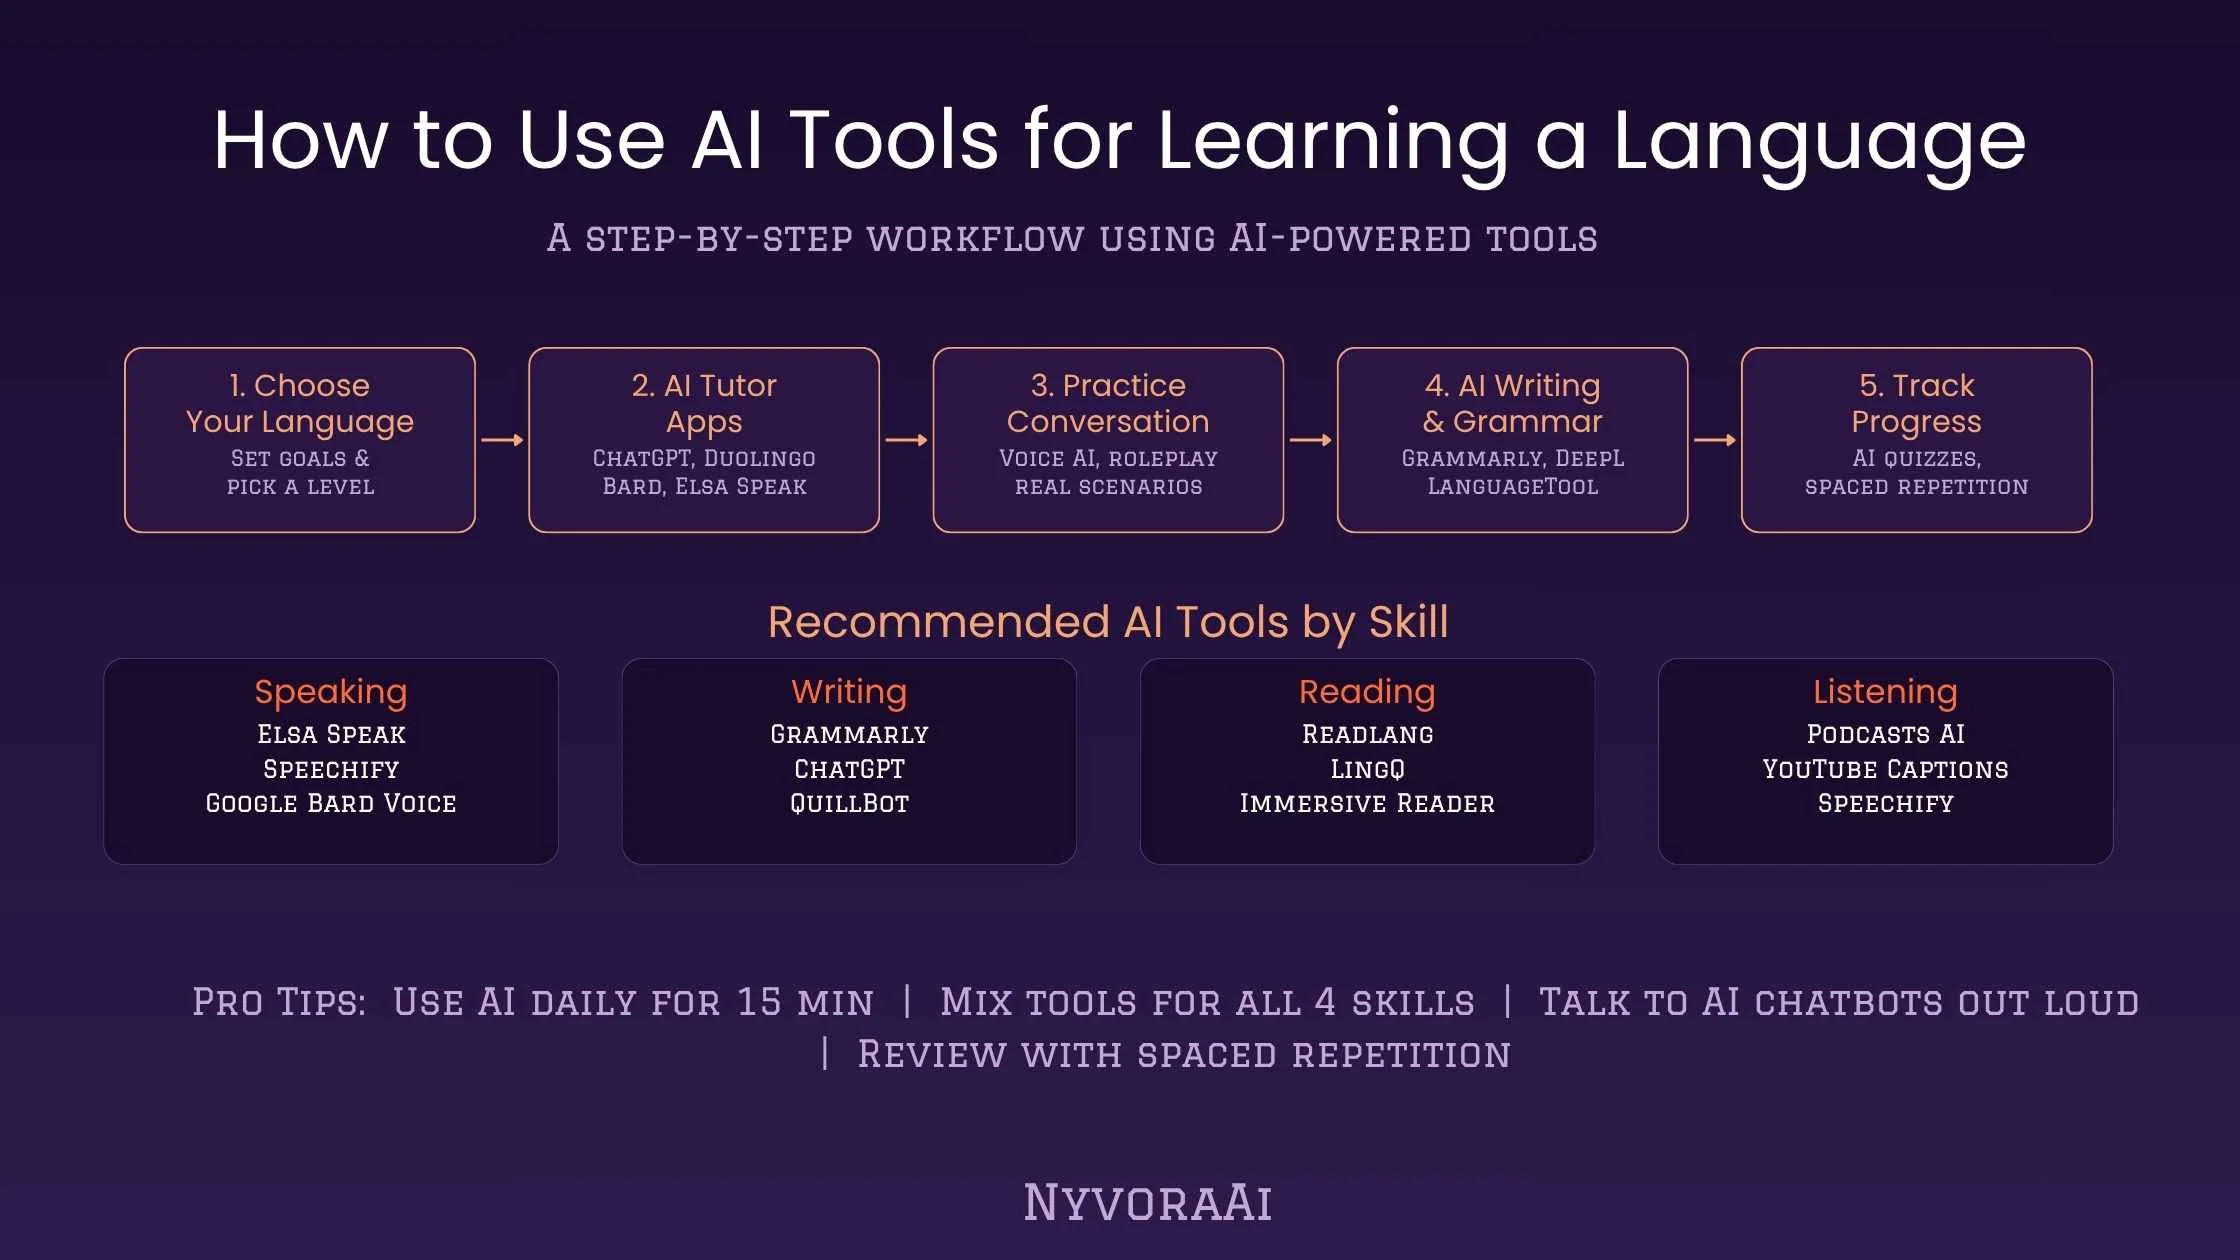 How to Use AI Tools for Learning a Language
A step-by-step workflow using AI-powered tools
1. Choose
Your Language
Set goals &
pick a level
2. AI Tutor
Apps
ChatGPT, Duolingo
Bard, Elsa Speak
3. Practice
Conversation
Voice AI, roleplay
real scenarios
4. AI Writing
& Grammar
Grammarly, DeepL
LanguageTool
5. Track
Progress
AI quizzes,
spaced repetition
Recommended AI Tools by Skill
Speaking
Elsa Speak
Speechify
Google Bard Voice
Writing
Grammarly
ChatGPT
QuillBot
Reading
Readlang
LingQ
Immersive Reader
Listening
Podcasts AI
YouTube Captions
Speechify
Pro Tips: Use AI daily for 15 min | Mix tools for all 4 skills | Talk to AI chatbots out loud
| Review with spaced repetition
NyvoraAi